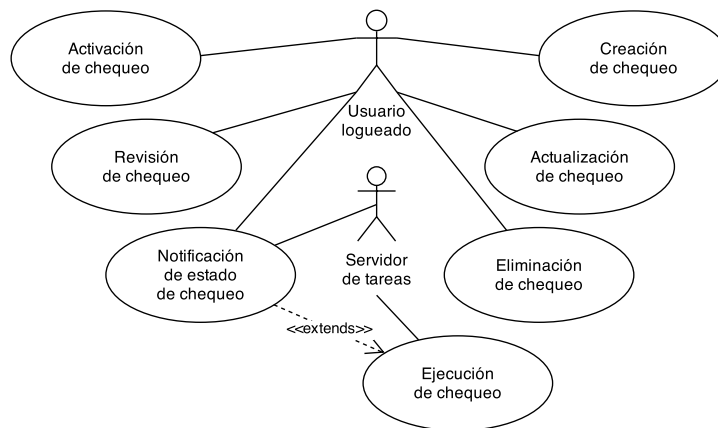 Activación
de chequeo
Creación
de chequeo
Usuario
logueado
Revisión
de chequeo
Actualización
de chequeo
Notificación
de estado
de chequeo
Servidor
de tareas
Eliminación
de chequeo
<<extends>>
Ejecución
de chequeo